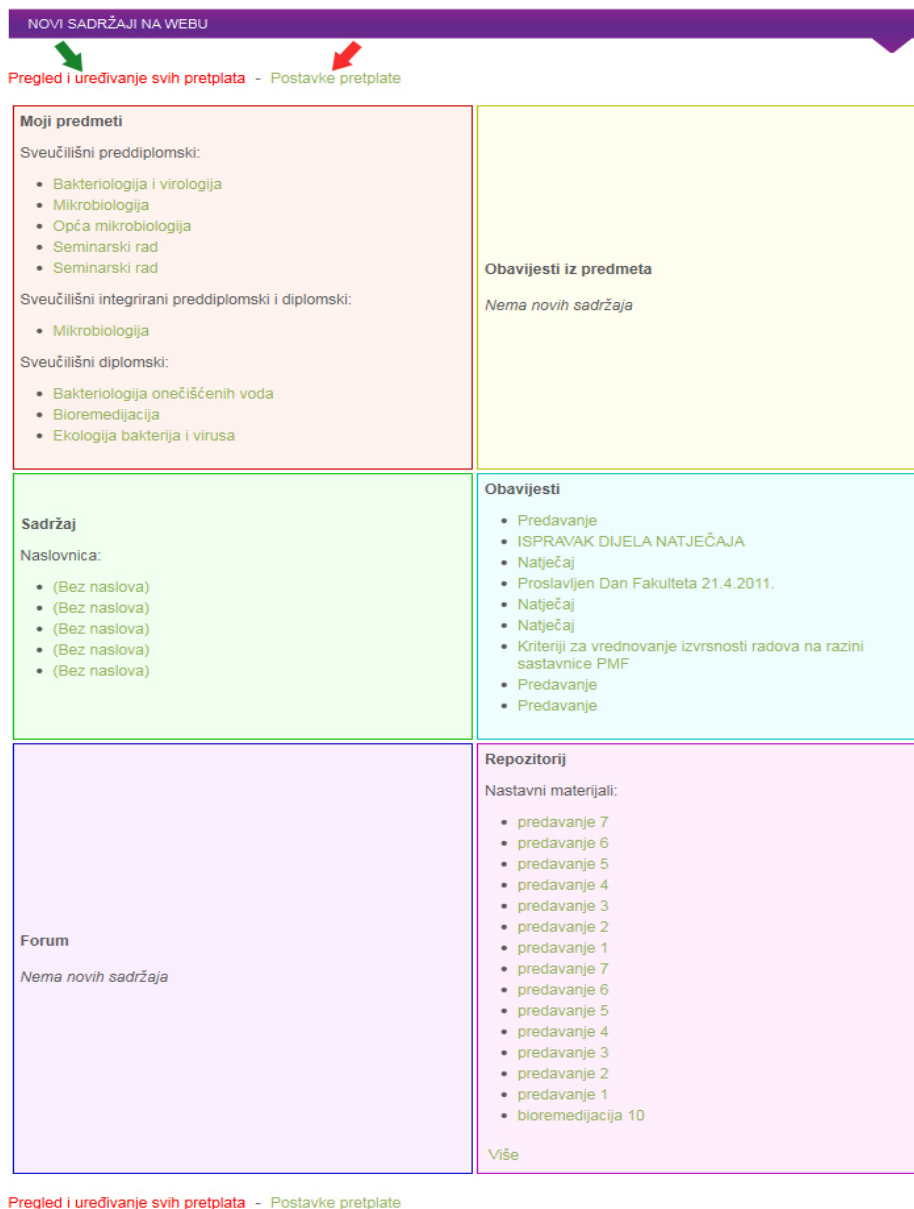 NOVI SADRŽAJI NA WEBU
Pregled i uređivanje svih pretplata - Postavke pretplate
Moji predmeti
Sveučilišni preddiplomski:
Bakteriologija i virologija
Mikrobiologija
Opća mikrobiologija
Seminarski rad
Seminarski rad
Sveučilišni integrirani preddiplomski i diplomski:
Mikrobiologija
Sveučilišni diplomski:
Bakteriologija onečišćenih voda
Bioremedijacija
Ekologija bakterija i virusa
Obavijesti iz predmeta
Nema novih sadržaja
Sadržaj
Naslovnica:
(Bez naslova)
(Bez naslova)
(Bez naslova)
(Bez naslova)
(Bez naslova)
Obavijesti
Predavanje
ISPRAVAK DIJELA NATJEČAJA
Natječaj
Proslavljen Dan Fakulteta 21.4.2011.
Natječaj
Natječaj
Kriteriji za vrednovanje izvrsnosti radova na razini
sastavnice PMF
Predavanje
Predavanje
Forum
Nema novih sadržaja
Repozitorij
Nastavni materijali:
predavanje 7
predavanje 6
predavanje 5
predavanje 4
predavanje 3
predavanje 2
predavanje 1
predavanje 7
predavanje 6
predavanje 5
predavanje 4
predavanje 3
predavanje 2
predavanje 1
bioremedijacija 10
Više
Pregled i uređivanje svih pretplata - Postavke pretplate